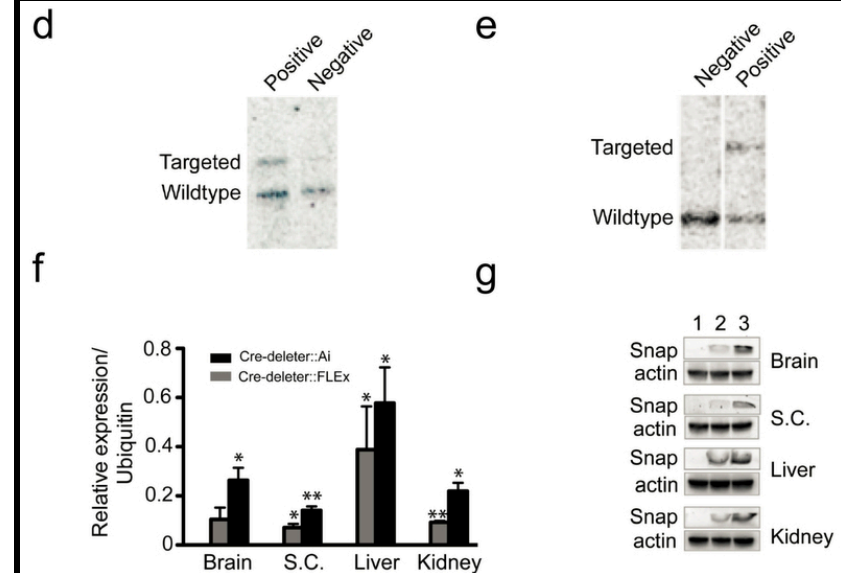 d
Positive
Negative
Targeted
Wildtype
e
Negative
Positive
Targeted
Wildtype
f
Relative expression/
Ubiquitin
0.8
0.6
0.4
0.2
0
Cre-deleter::Ai
Cre-deleter::FLEx
*
* **
* *
** *
Brain S.C. Liver Kidney
g
1 2 3
Snap
actin
Brain
Snap
actin
S.C.
Snap
actin
Liver
Snap
actin
Kidney